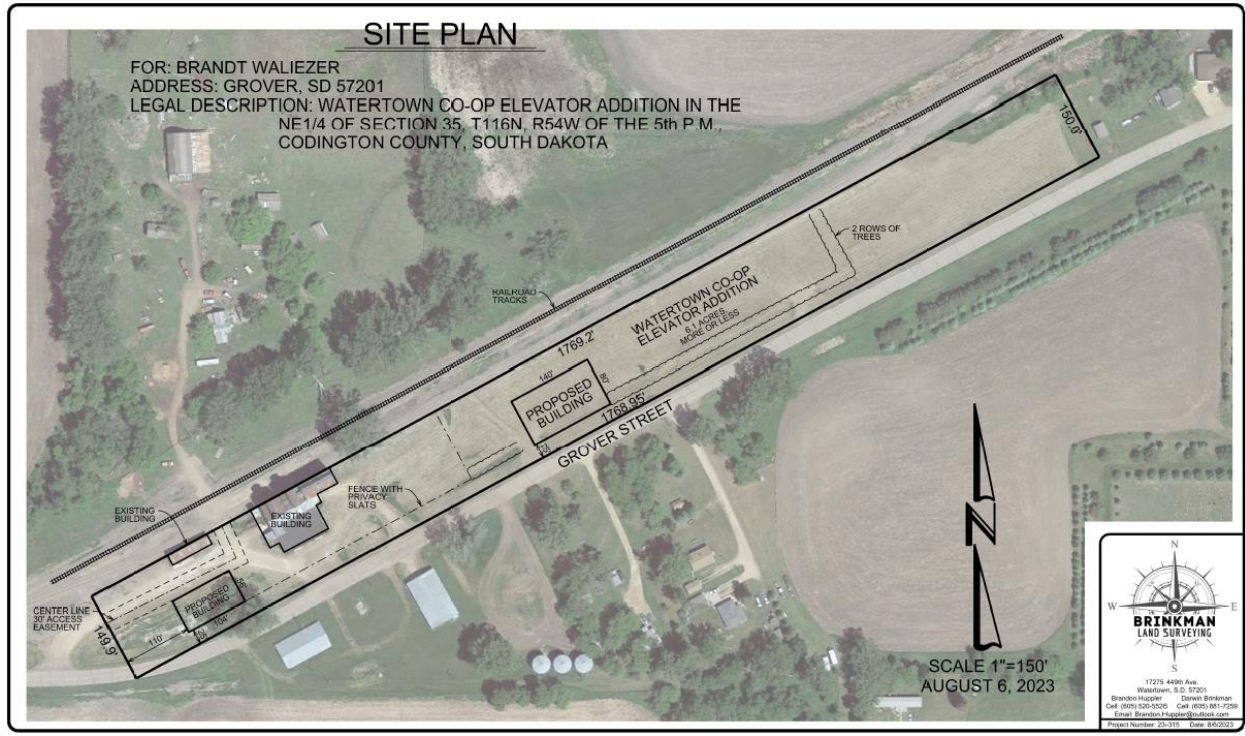 SITE PLAN
FOR: BRANDT WALIEZER
ADDRESS: GROVER, SD 57201
LEGAL DESCRIPTION: WATERTOWN CO-OP ELEVATOR ADDITION IN THE
NE1/4 OF SECTION 35, T116N, R54W OF THE 5th P.M.,
CODINGTON COUNTY, SOUTH DAKOTA
150.0'
2 ROWS OF
TREES
RAILROAD
TRACKS
WATERTOWN CO-OP
ELEVATOR ADDITION
6.1 ACRES
MORE OR LESS
1769.2'
140'
80'
PROPOSED
BUILDING
1768.95'
GROVER STREET
FENCE WITH
PRIVACY
SLATS
EXISTING
BUILDING
EXISTING
BUILDING
PROPOSED
BUILDING
104'
110'
CENTER LINE
30' ACCESS
EASEMENT
149.9'
N
SCALE 1"=150'
AUGUST 6, 2023
N
W
E
S
BRINKMAN
LAND SURVEYING
17275 449th Ave.
Watertown, S.D. 57201
Brandon Huppler Darwin Brinkman
Cell: (605) 520-5526 Cell: (605) 881-7259
Email: Brandon.Huppler@outlook.com
Project Number: 23-315 Date: 8/6/2023